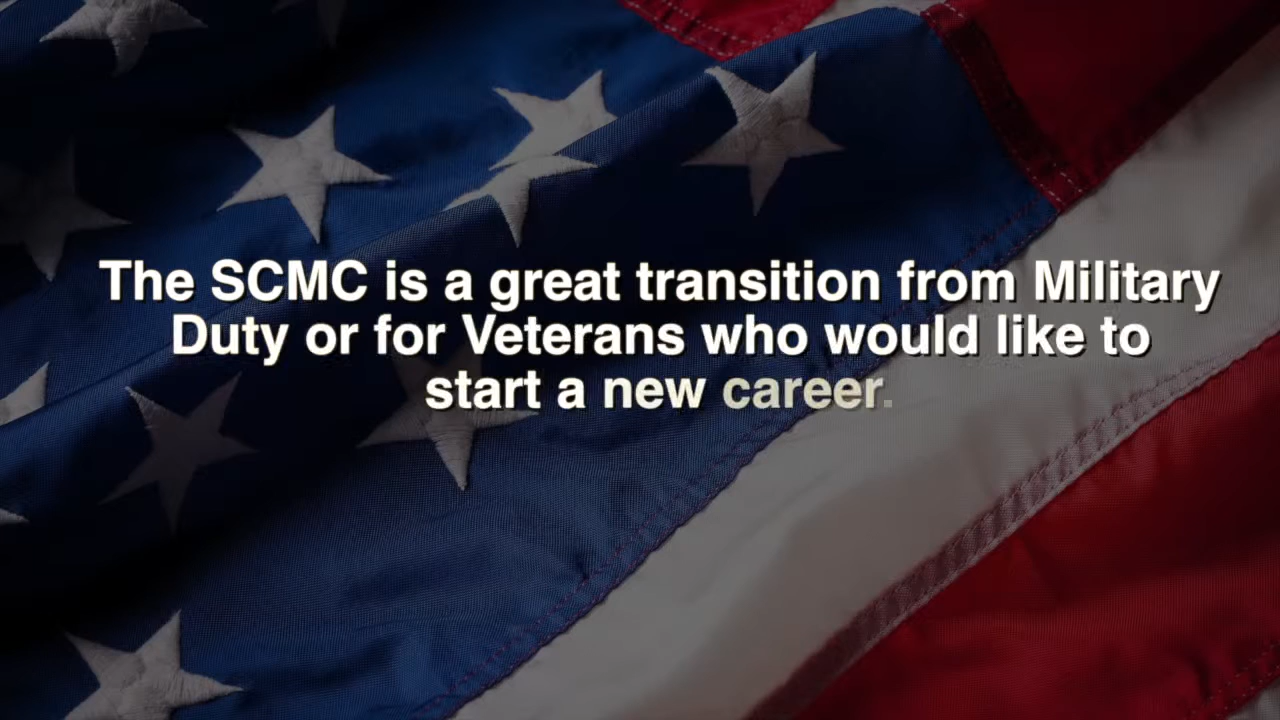 The SCMC is a great transition from Military
Duty or for Veterans who would like to
start a new career.